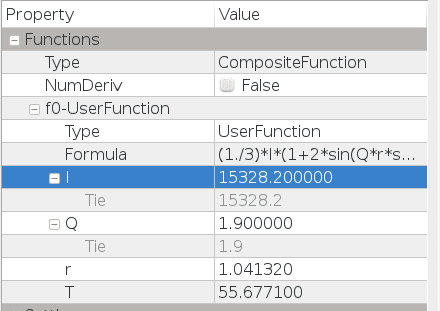 Property Value
Functions
Type CompositeFunction
NumDeriv False
f0-UserFunction
Type UserFunction
Formula (1./3)*I*(1+2*sin(Q*r*s...
I 15328.200000
Tie 15328.2
Q 1.900000
Tie 1.9
r 1.041320
T 55.677100